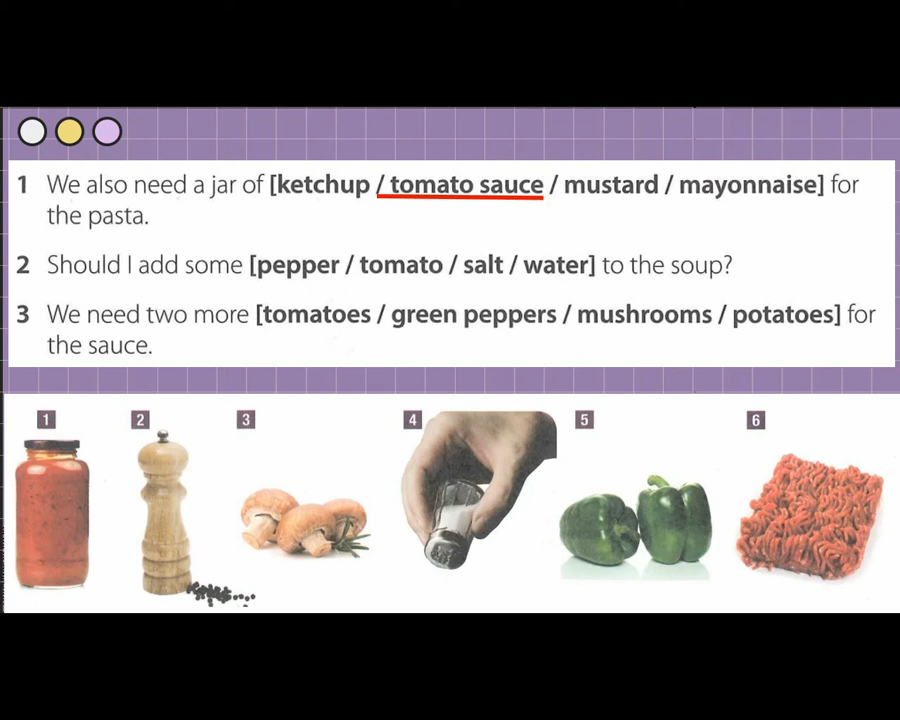 1 We also need a jar of [ketchup / tomato sauce / mustard / mayonnaise] for
the pasta.
2 Should I add some [pepper / tomato / salt / water] to the soup?
3 We need two more [tomatoes / green peppers / mushrooms / potatoes] for
the sauce.
1 2 3 4 5 6